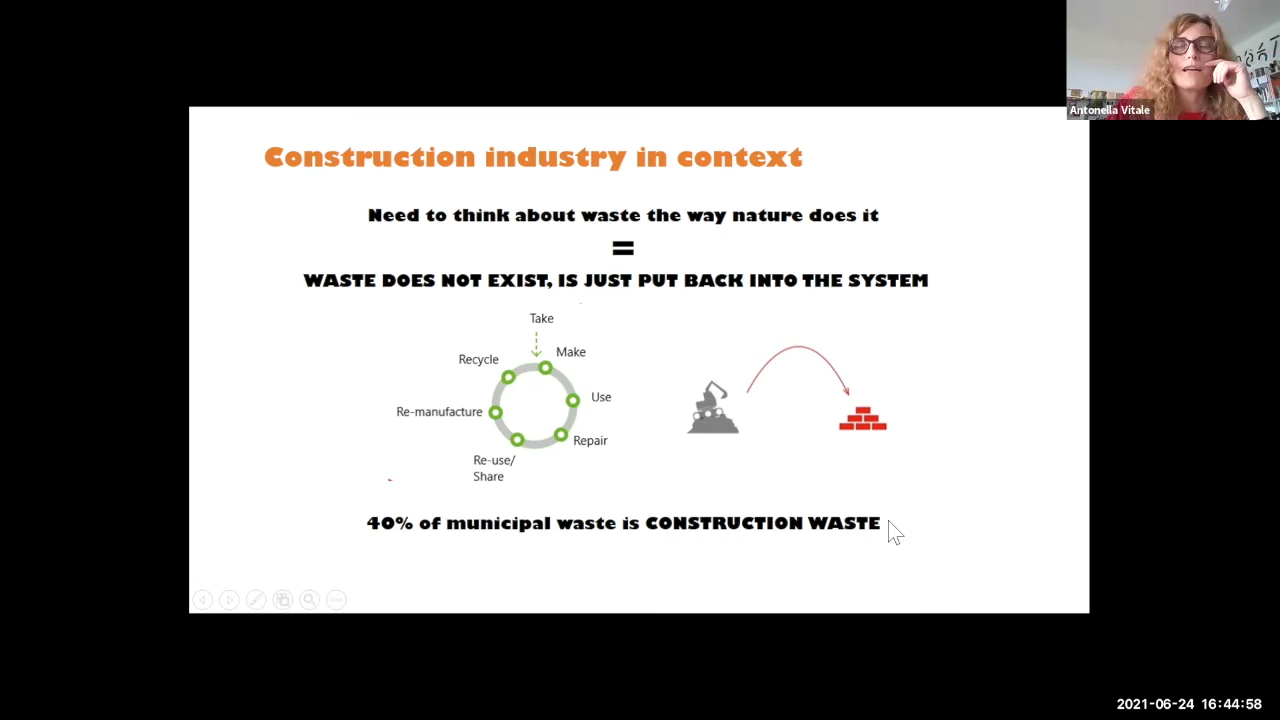 Antonella Vitale
Construction industry in context
Need to think about waste the way nature does it
=
WASTE DOES NOT EXIST, IS JUST PUT BACK INTO THE SYSTEM
Take
Make
Recycle
Use
Re-manufacture
Repair
Re-use/
Share
40% of municipal waste is CONSTRUCTION WASTE
2021-06-24 16:44:58